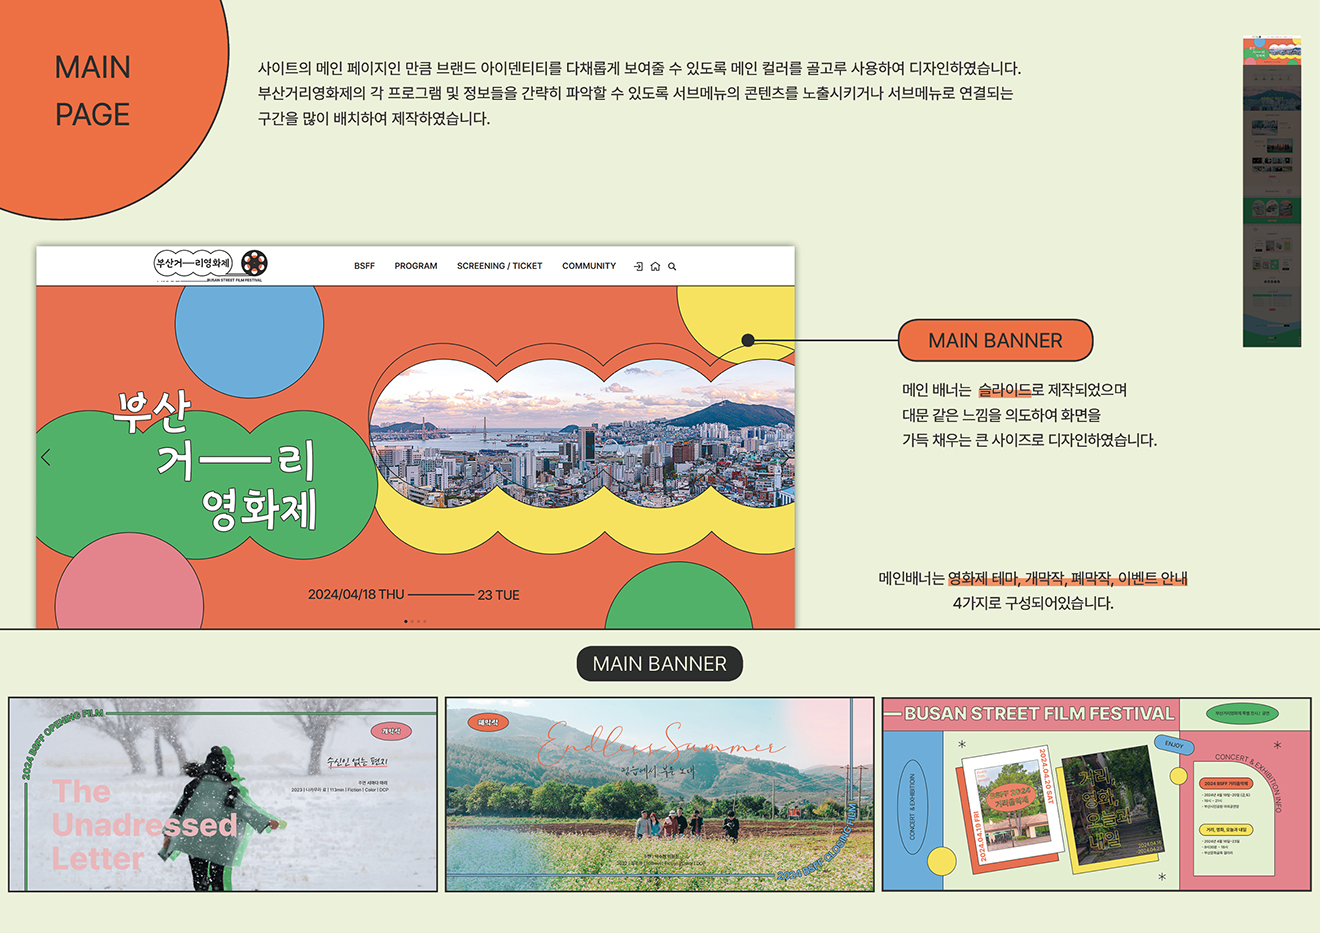 MAIN
PAGE
사이트의 메인 페이지인 만큼 브랜드 아이덴티티를 다채롭게 보여줄 수 있도록 메인 컬러를 골고루 사용하여 디자인하였습니다.
부산거리영화제의 각 프로그램 및 정보들을 간략히 파악할 수 있도록 서브메뉴의 콘텐츠를 노출시키거나 서브메뉴로 연결되는
구간을 많이 배치하여 제작하였습니다.
부산거—리영화제
BUSAN STREET FILM FESTIVAL
BSFF PROGRAM SCREENING / TICKET COMMUNITY
부산
거—리
영화제
2024/04/18 THU — 23 TUE
MAIN BANNER
메인 배너는 슬라이드로 제작되었으며
대문 같은 느낌을 의도하여 화면을
가득 채우는 큰 사이즈로 디자인하였습니다.
메인배너는 영화제 테마, 개막작, 폐막작, 이벤트 안내
4가지로 구성되어있습니다.
MAIN BANNER
2024 BSFF OPENING FILM
개막작
수신인 없는 편지
The
Unadressed
Letter
폐막작
Endless Summer
2024 BSFF CLOSING FILM
BUSAN STREET FILM FESTIVAL
ENJOY
CONCERT & EXHIBITION
2024.04.19 FRI
2024.04.20 SAT
BSFF 2024
거리음악제
거리,
영화,
오늘과
내일
CONCERT & EXHIBITION INFO
2024 BSFF 거리음악제
거리, 영화, 오늘과 내일